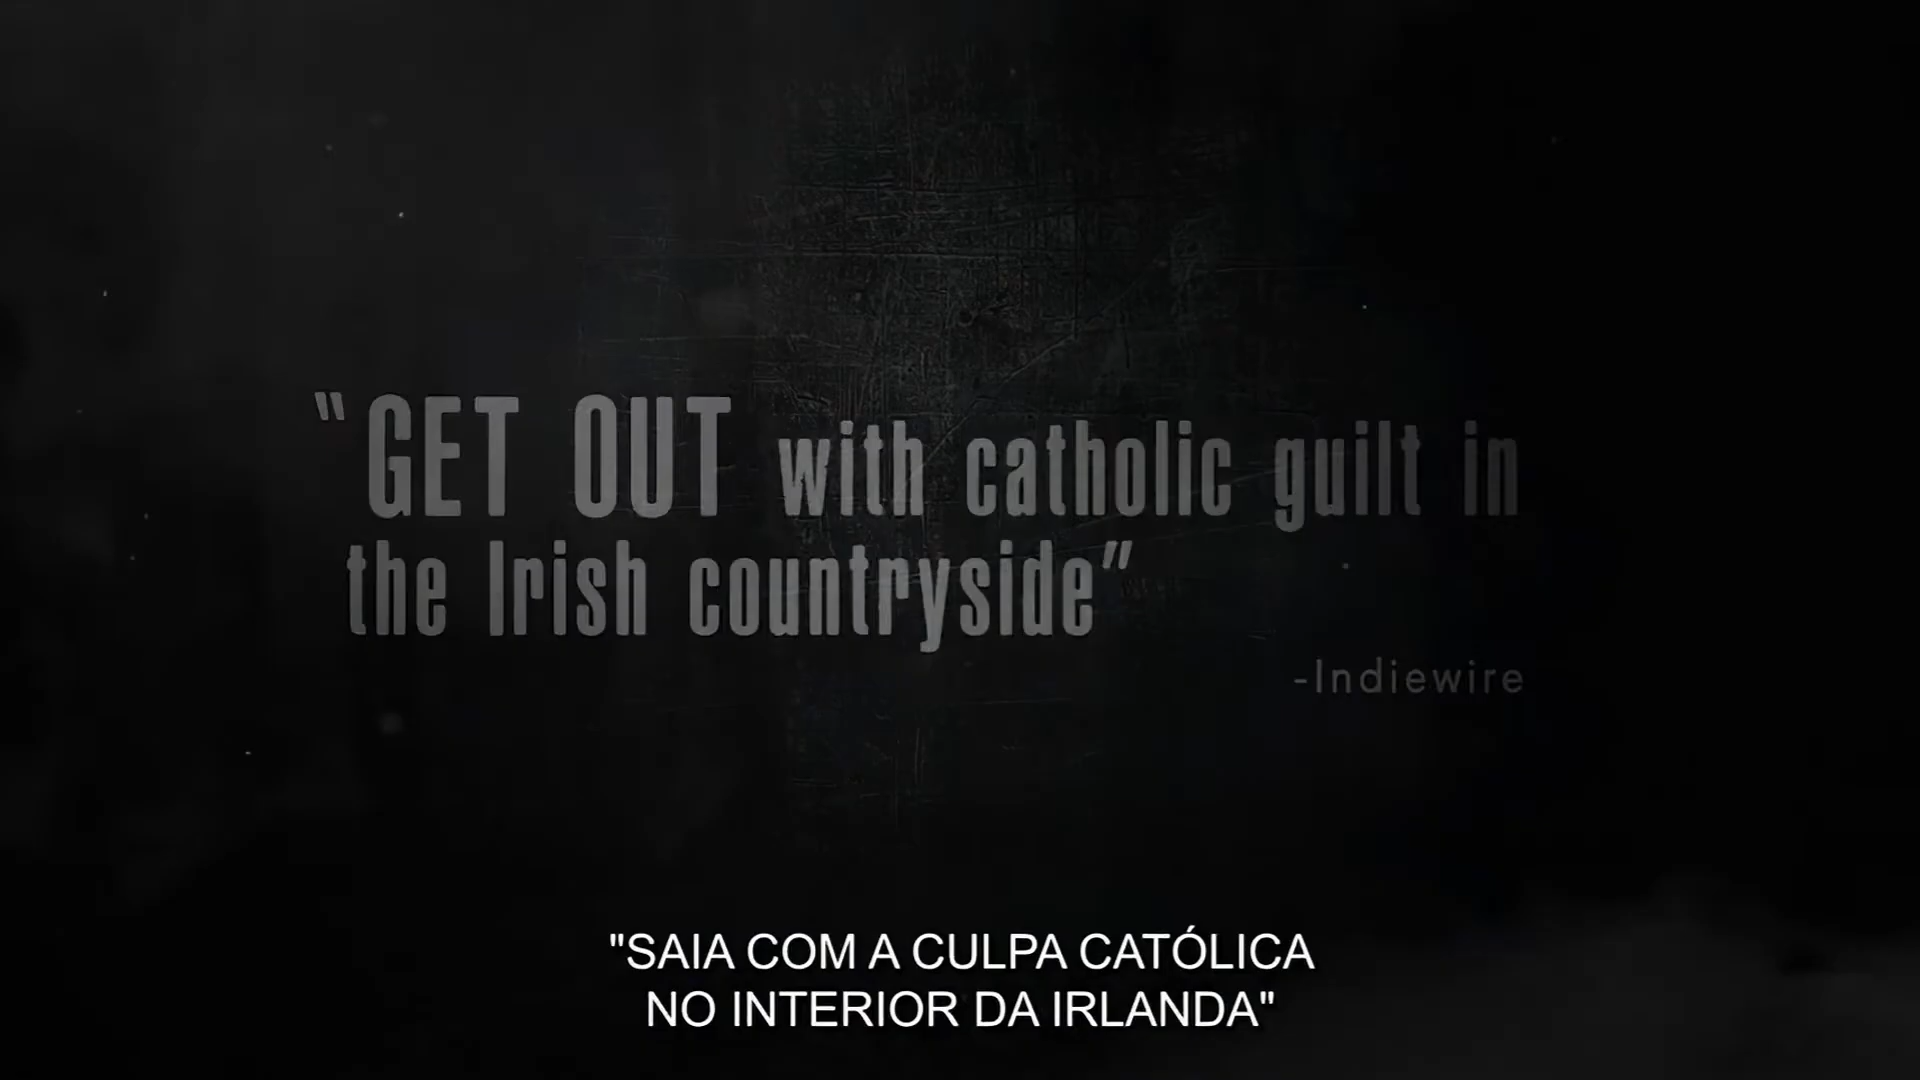 "GET OUT with catholic guilt in
the Irish countryside"
-Indiewire
"SAIA COM A CULPA CATÓLICA
NO INTERIOR DA IRLANDA"